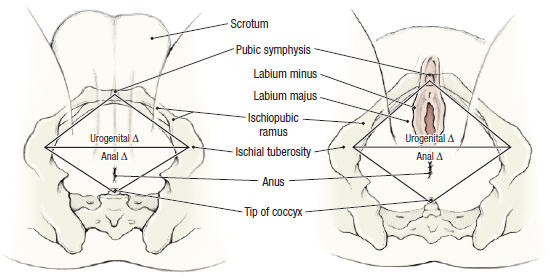 Scrotum
Pubic symphysis
Labium minus
Labium majus
Ischiopubic
ramus
Urogenital Δ
Urogenital Δ
Ischial tuberosity
Anal Δ
Anal Δ
Anus
Tip of coccyx